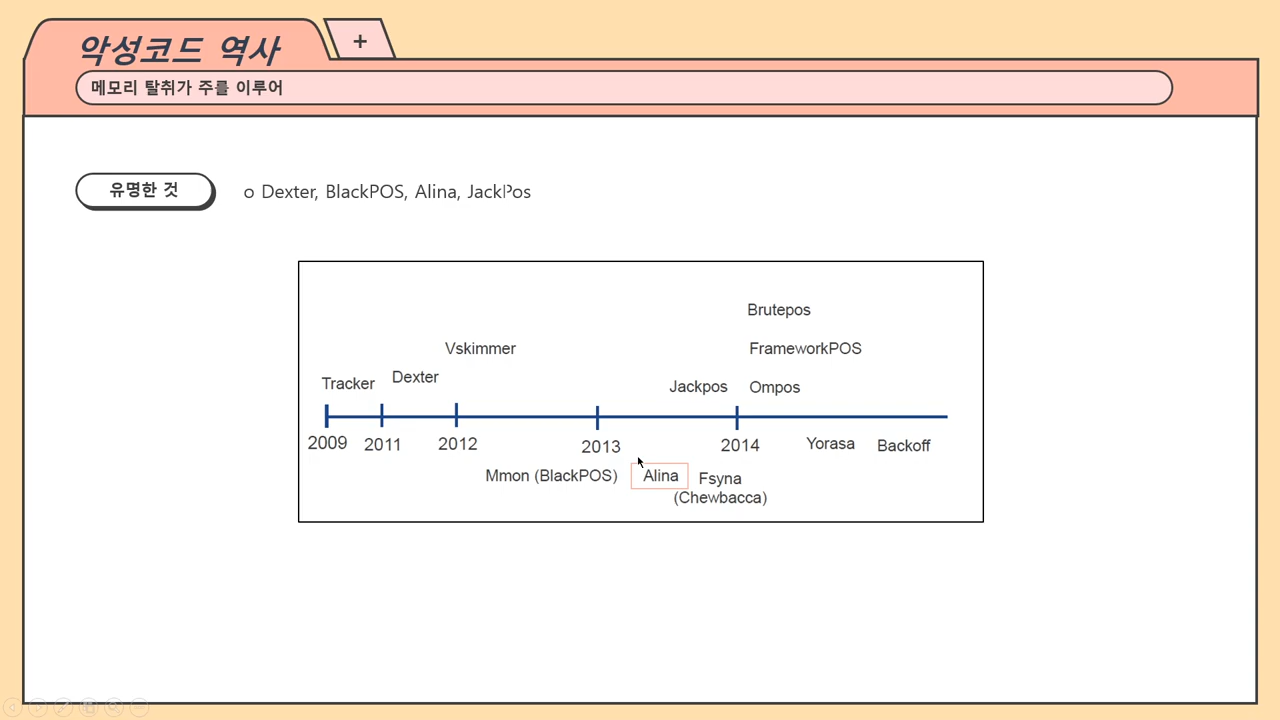 악성코드 역사
+
메모리 탈취가 주를 이루어
유명한 것
o Dexter, BlackPOS, Alina, JackPos
Brutepos
Vskimmer
FrameworkPOS
Tracker
Dexter
Jackpos
Ompos
2009
2011
2012
2013
2014
Yorasa
Backoff
Mmon (BlackPOS)
Alina
Fsyna
(Chewbacca)